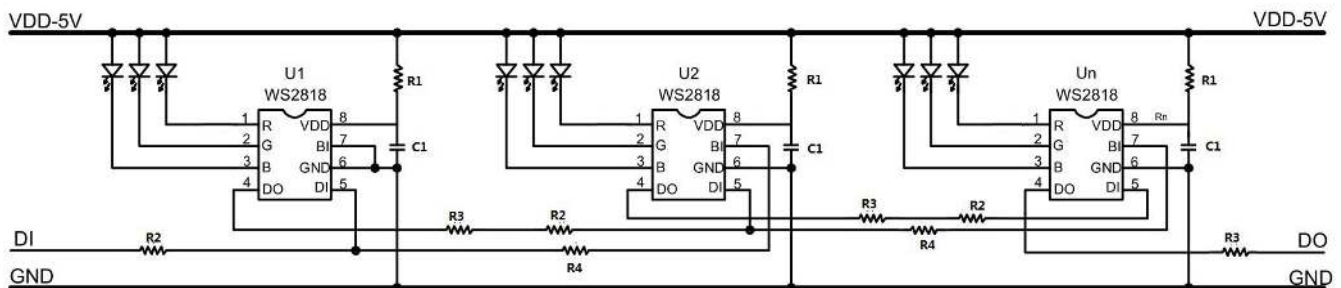 VDD-5V VDD-5V
U1 U2 Un
WS2818 R1 WS2818 R1 WS2818 R1
1 R VDD 8 1 R VDD 8 1 R VDD 8 Rn
2 G BI 7 C1 2 G BI 7 C1 2 G BI 7 C1
3 B GND 6 3 B GND 6 3 B GND 6
4 DO DI 5 4 DO DI 5 4 DO DI 5
R3 R2 R3 R2
DI R2 R4 R4 R3 DO
GND GND